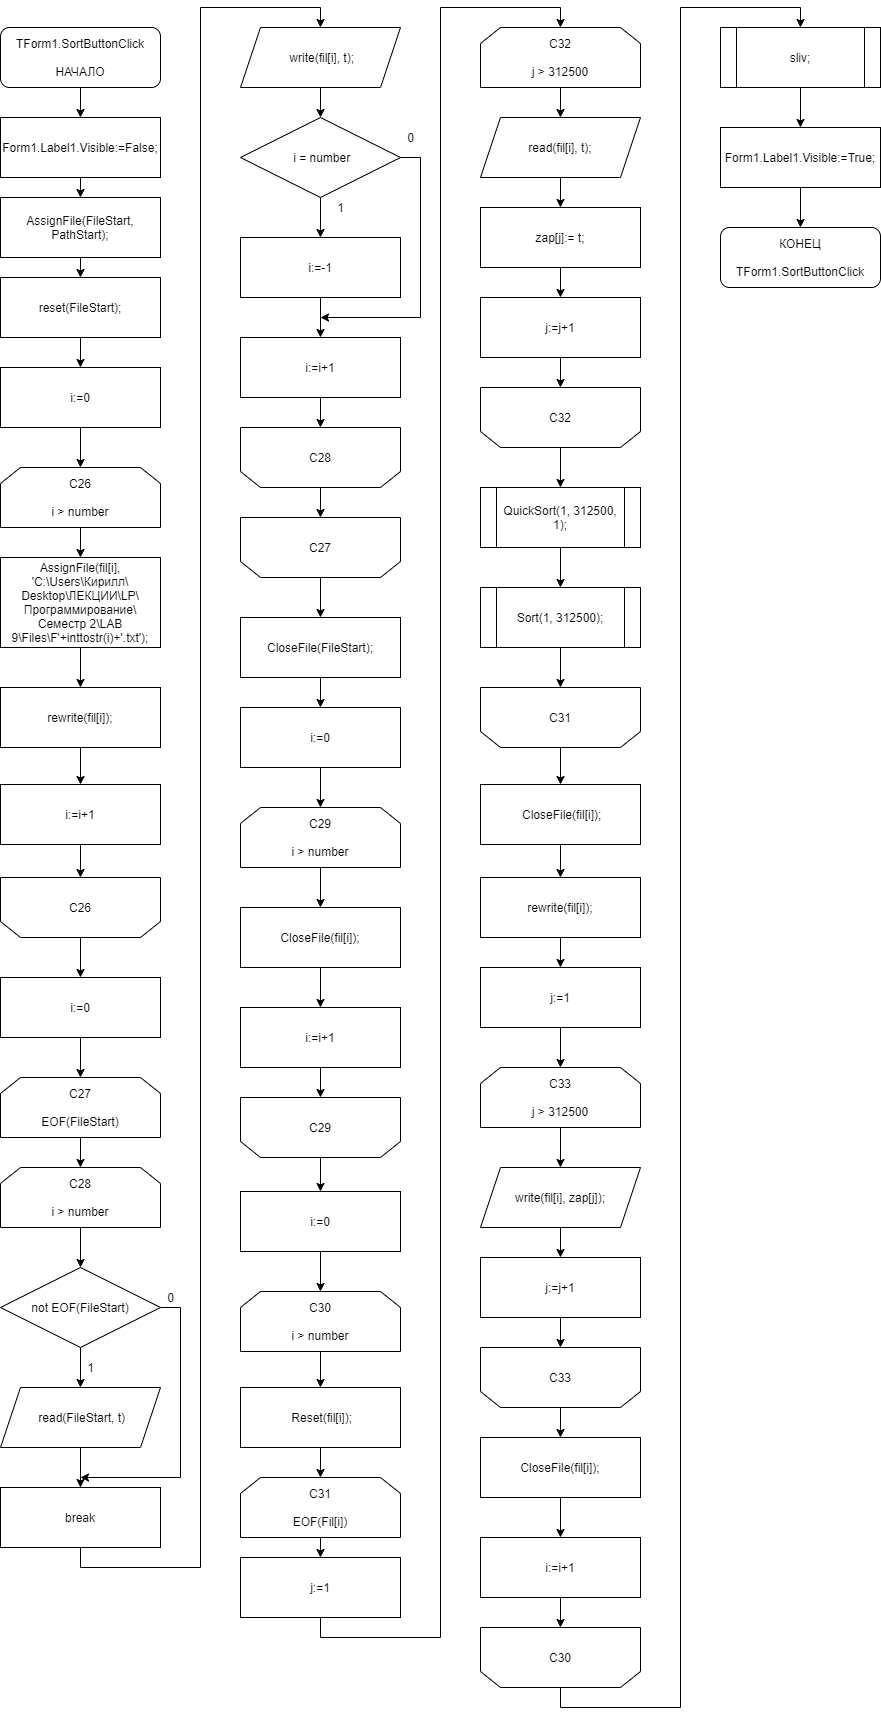 TForm1.SortButtonClick
НАЧАЛО
Form1.Label1.Visible:=False;
AssignFile(FileStart,
PathStart);
reset(FileStart);
i:=0
C26
i > number
AssignFile(fil[i],
'C:\Users\Кирилл\
Desktop\ЛЕКЦИИ\LP\
Программирование\
Семестр 2\LAB
9\Files\F'+inttostr(i)+'.txt');
rewrite(fil[i]);
i:=i+1
C26
i:=0
C27
EOF(FileStart)
C28
i > number
not EOF(FileStart)
0
1
read(FileStart, t)
break
write(fil[i], t);
i = number
0
1
i:=-1
i:=i+1
C28
C27
CloseFile(FileStart);
i:=0
C29
i > number
CloseFile(fil[i]);
i:=i+1
C29
i:=0
C30
i > number
Reset(fil[i]);
C31
EOF(Fil[i])
j:=1
C32
j > 312500
read(fil[i], t);
zap[j]:= t;
j:=j+1
C32
QuickSort(1, 312500,
1);
Sort(1, 312500);
C31
CloseFile(fil[i]);
rewrite(fil[i]);
j:=1
C33
j > 312500
write(fil[i], zap[j]);
j:=j+1
C33
CloseFile(fil[i]);
i:=i+1
C30
sliv;
Form1.Label1.Visible:=True;
КОНЕЦ
TForm1.SortButtonClick